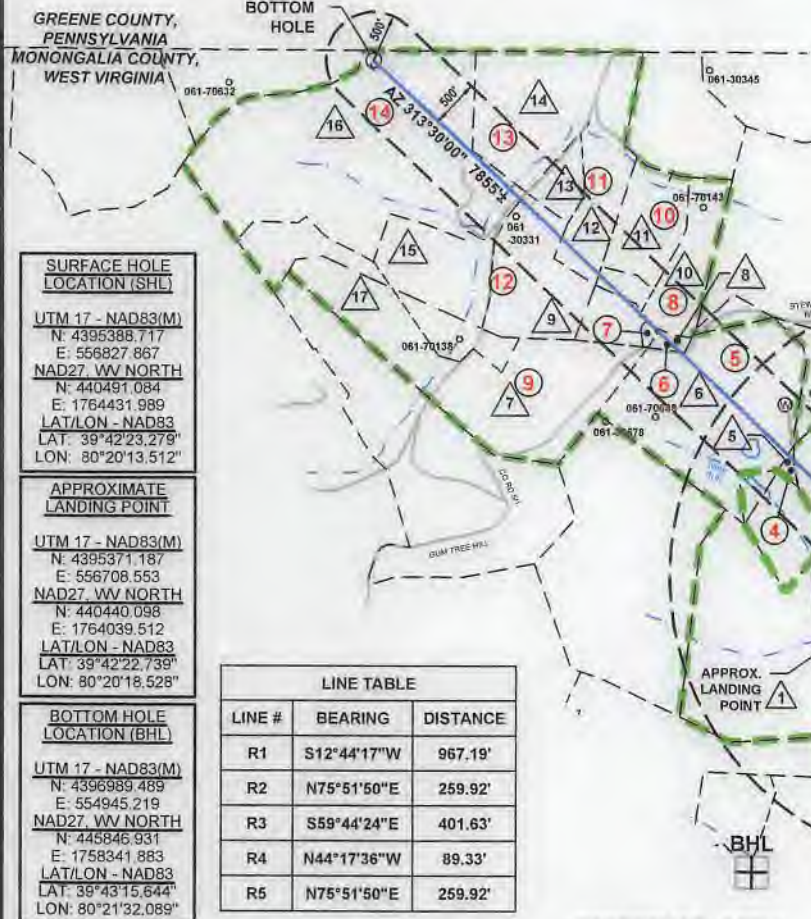 GREENE COUNTY,
PENNSYLVANIA
MONONGALIA COUNTY,
WEST VIRGINIA
BOTTOM
HOLE
500'
061-70632
14
16
AZ 313°30'00" 7855'±
500'
13
14
061-30345
13
11
10
061-70143
12
11
061
-30331
15
12
10
8
17
9
7
8
061-70138
5
9
7
6
6
061-70688
061-30578
5
W
4
CO RD 5/1
GUM TREE HILL
APPROX.
LANDING
POINT
1
BHL
SURFACE HOLE
LOCATION (SHL)
UTM 17 - NAD83(M)
N: 4395388.717
E: 556827.867
NAD27, WV NORTH
N: 440491.084
E: 1764431.989
LAT/LON - NAD83
LAT: 39°42'23.279"
LON: 80°20'13.512"
APPROXIMATE
LANDING POINT
UTM 17 - NAD83(M)
N: 4395371.187
E: 556708.553
NAD27, WV NORTH
N: 440440.098
E: 1764039.512
LAT/LON - NAD83
LAT: 39°42'22.739"
LON: 80°20'18.528"
BOTTOM HOLE
LOCATION (BHL)
UTM 17 - NAD83(M)
N: 4396989.489
E: 554945.219
NAD27, WV NORTH
N: 445846.931
E: 1758341.883
LAT/LON - NAD83
LAT: 39°43'15.644"
LON: 80°21'32.089"
LINE TABLE
LINE # BEARING DISTANCE
R1 S12°44'17"W 967.19'
R2 N75°51'50"E 259.92'
R3 S59°44'24"E 401.63'
R4 N44°17'36"W 89.33'
R5 N75°51'50"E 259.92'